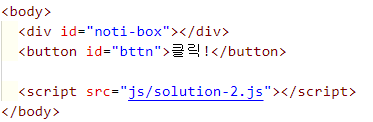 <body>
<div id="noti-box"></div>
<button id="bttn">클릭!</button>
<script src="js/solution-2.js"></script>
</body>